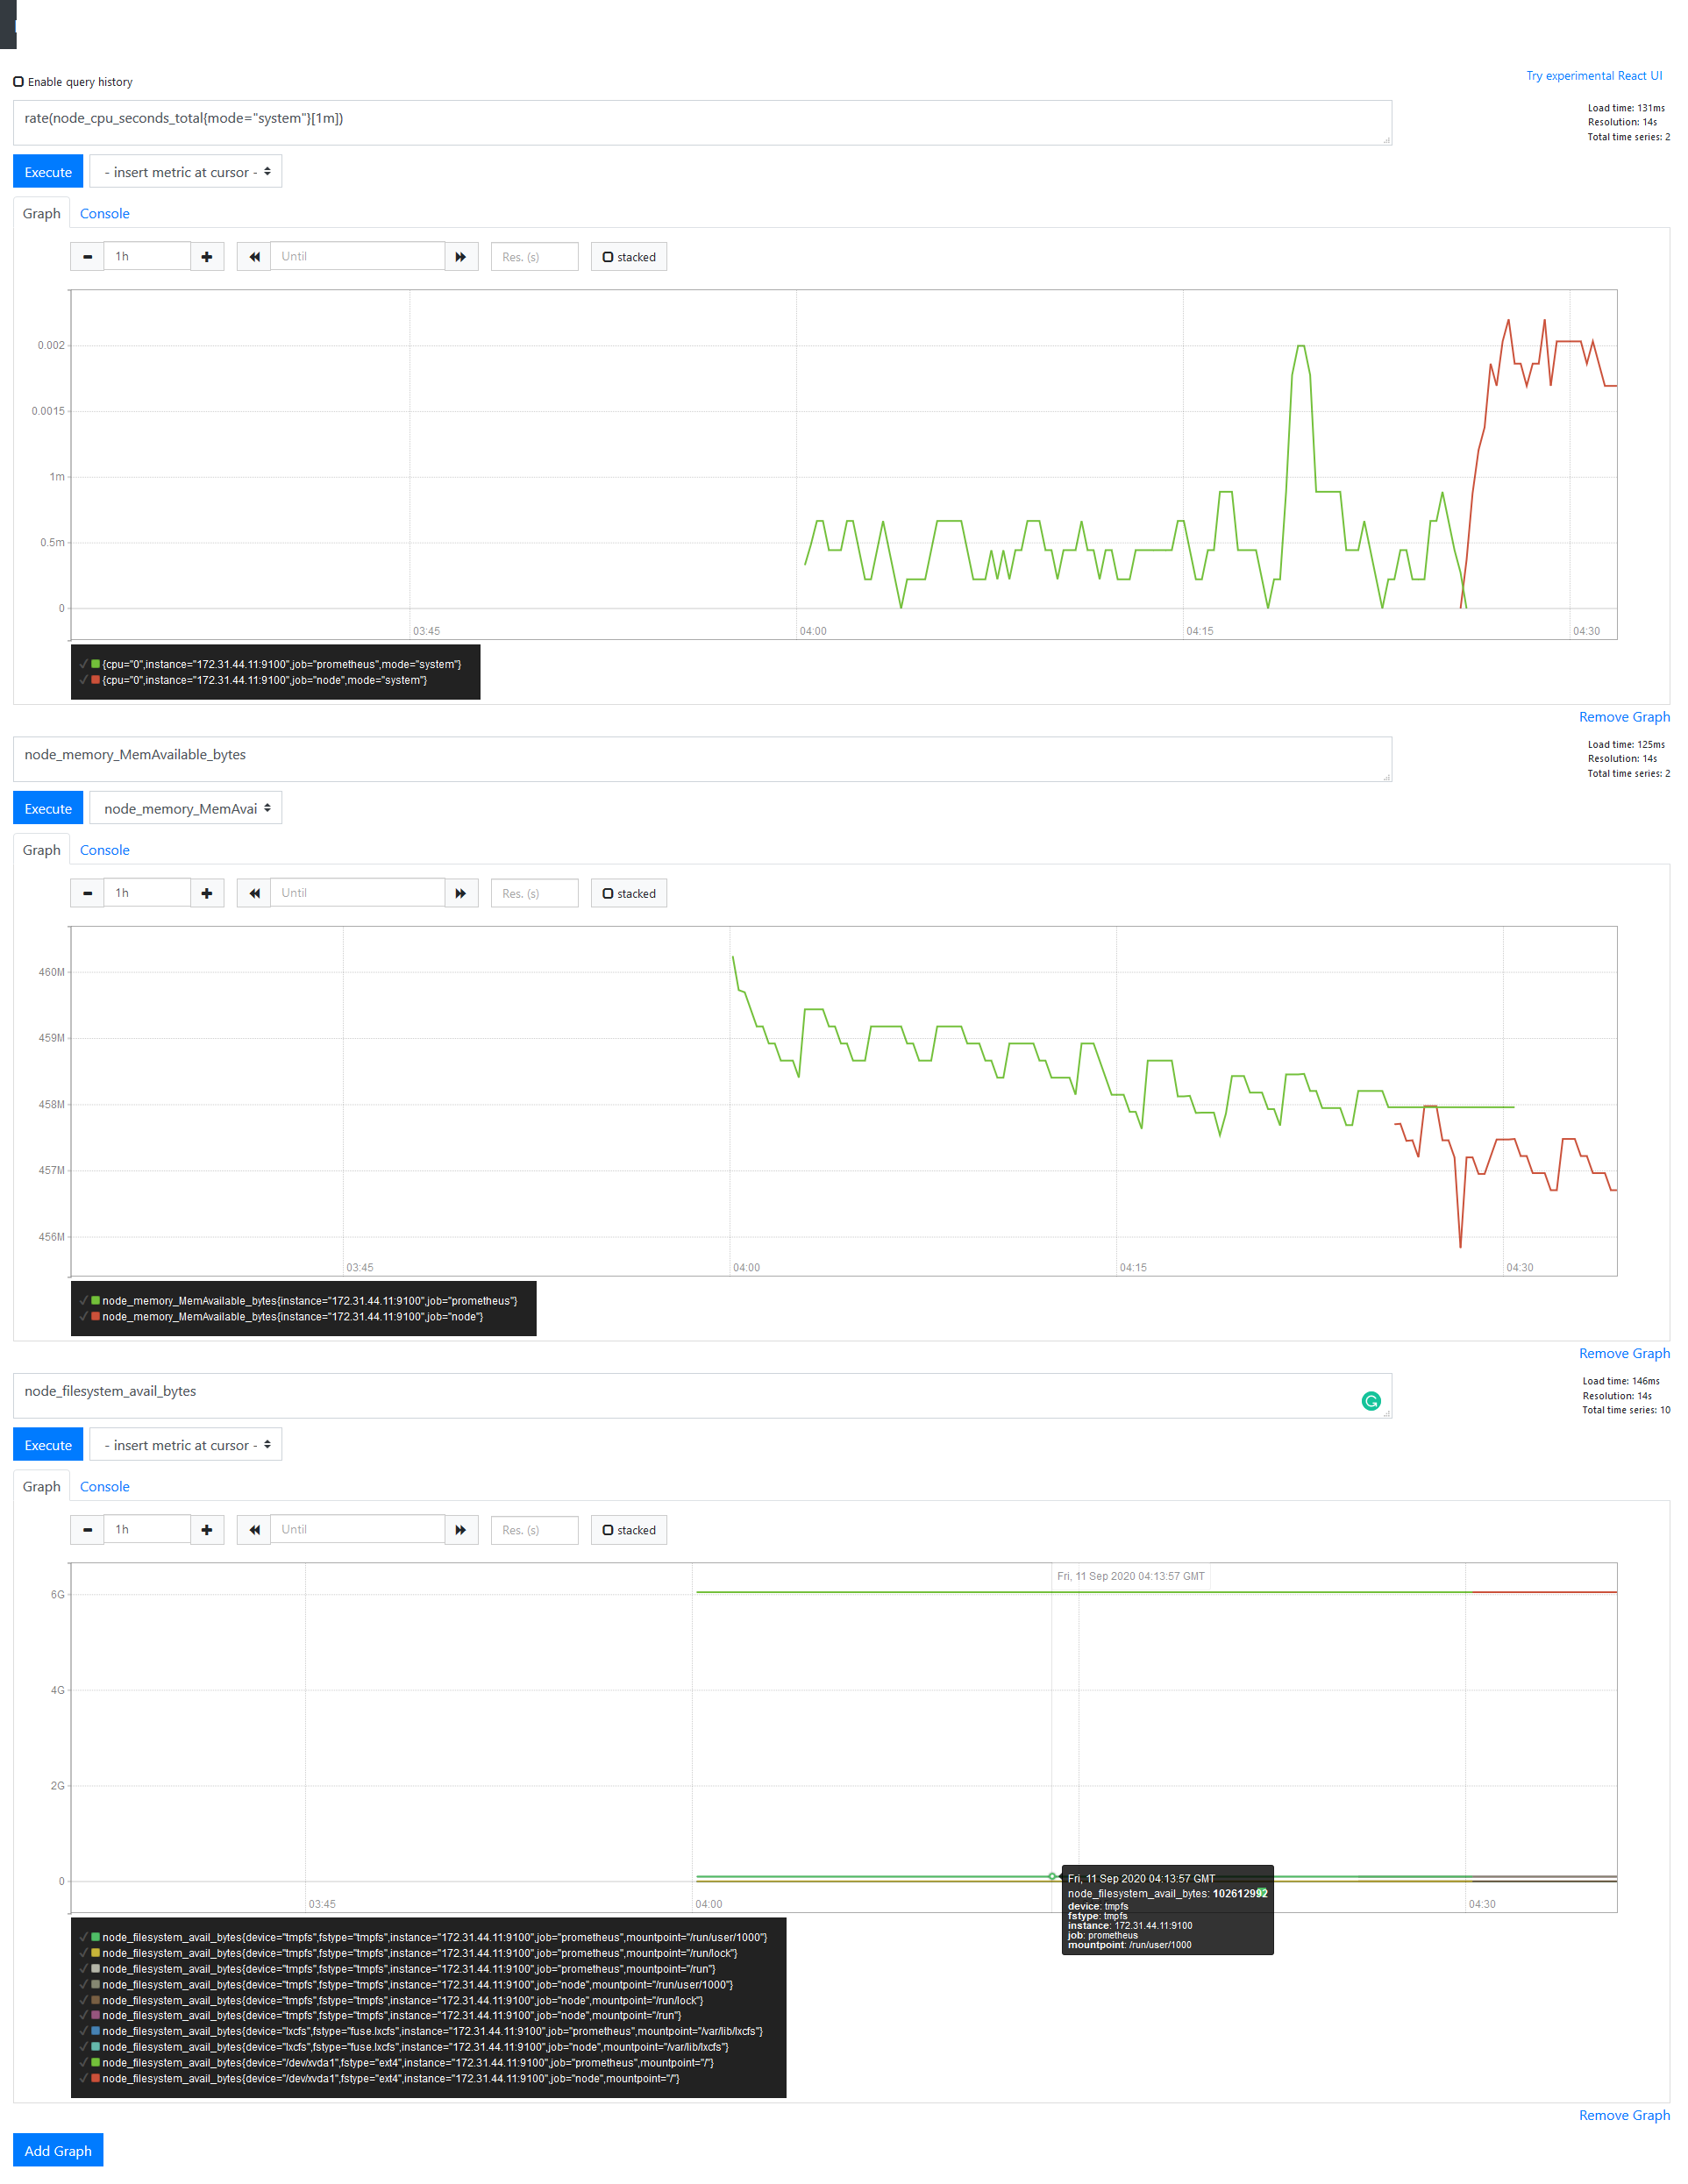 Enable query history
Try experimental React UI
rate(node_cpu_seconds_total{mode="system"}[1m])
Load time: 131ms
Resolution: 14s
Total time series: 2
Execute
- insert metric at cursor -
Graph
Console
1h
Until
Res. (s)
stacked
0.002
0.0015
1m
0.5m
0
03:45
04:00
04:15
04:30
{cpu="0",instance="172.31.44.11:9100",job="prometheus",mode="system"}
{cpu="0",instance="172.31.44.11:9100",job="node",mode="system"}
Remove Graph
node_memory_MemAvailable_bytes
Load time: 125ms
Resolution: 14s
Total time series: 2
Execute
node_memory_MemAvai
Graph
Console
1h
Until
Res. (s)
stacked
460M
459M
458M
457M
456M
03:45
04:00
04:15
04:30
node_memory_MemAvailable_bytes{instance="172.31.44.11:9100",job="prometheus"}
node_memory_MemAvailable_bytes{instance="172.31.44.11:9100",job="node"}
Remove Graph
node_filesystem_avail_bytes
Load time: 146ms
Resolution: 14s
Total time series: 10
Execute
- insert metric at cursor -
Graph
Console
1h
Until
Res. (s)
stacked
Fri, 11 Sep 2020 04:13:57 GMT
6G
4G
2G
0
Fri, 11 Sep 2020 04:13:57 GMT
node_filesystem_avail_bytes: 102612992
device: tmpfs
fstype: tmpfs
instance: 172.31.44.11:9100
job: prometheus
mountpoint: /run/user/1000
03:45
04:00
04:30
node_filesystem_avail_bytes{device="tmpfs",fstype="tmpfs",instance="172.31.44.11:9100",job="prometheus",mountpoint="/run/user/1000"}
node_filesystem_avail_bytes{device="tmpfs",fstype="tmpfs",instance="172.31.44.11:9100",job="prometheus",mountpoint="/run/lock"}
node_filesystem_avail_bytes{device="tmpfs",fstype="tmpfs",instance="172.31.44.11:9100",job="prometheus",mountpoint="/run"}
node_filesystem_avail_bytes{device="tmpfs",fstype="tmpfs",instance="172.31.44.11:9100",job="node",mountpoint="/run/user/1000"}
node_filesystem_avail_bytes{device="tmpfs",fstype="tmpfs",instance="172.31.44.11:9100",job="node",mountpoint="/run/lock"}
node_filesystem_avail_bytes{device="tmpfs",fstype="tmpfs",instance="172.31.44.11:9100",job="node",mountpoint="/run"}
node_filesystem_avail_bytes{device="lxcfs",fstype="fuse.lxcfs",instance="172.31.44.11:9100",job="prometheus",mountpoint="/var/lib/lxcfs"}
node_filesystem_avail_bytes{device="lxcfs",fstype="fuse.lxcfs",instance="172.31.44.11:9100",job="node",mountpoint="/var/lib/lxcfs"}
node_filesystem_avail_bytes{device="/dev/xvda1",fstype="ext4",instance="172.31.44.11:9100",job="prometheus",mountpoint="/"}
node_filesystem_avail_bytes{device="/dev/xvda1",fstype="ext4",instance="172.31.44.11:9100",job="node",mountpoint="/"}
Remove Graph
Add Graph